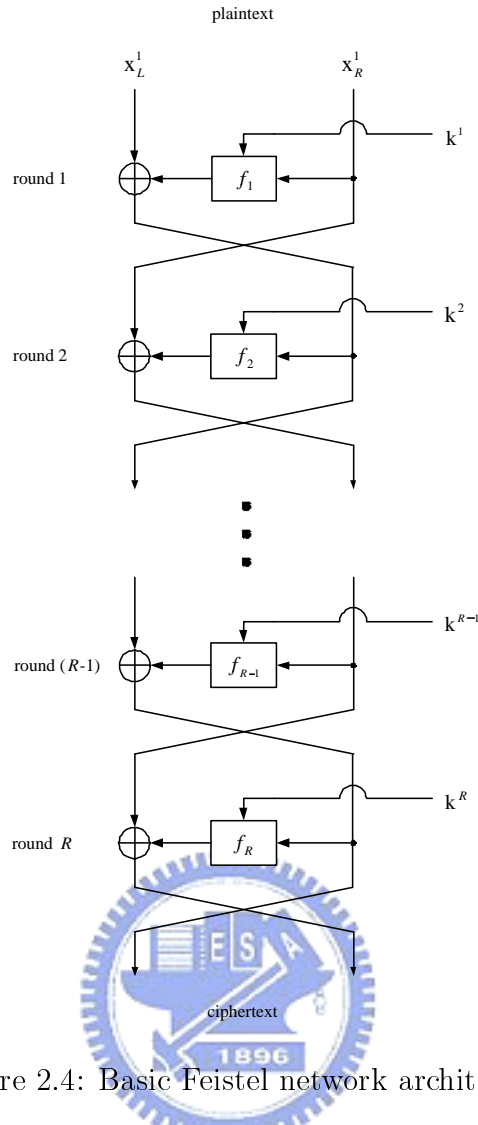 plaintext
x_L^1 x_R^1
k^1
round 1 f_1
k^2
round 2 f_2
k^{R-1}
round (R-1) f_{R-1}
k^R
round R f_R
E S A
ciphertext
1896
re 2.4: Basic Feistel network archit